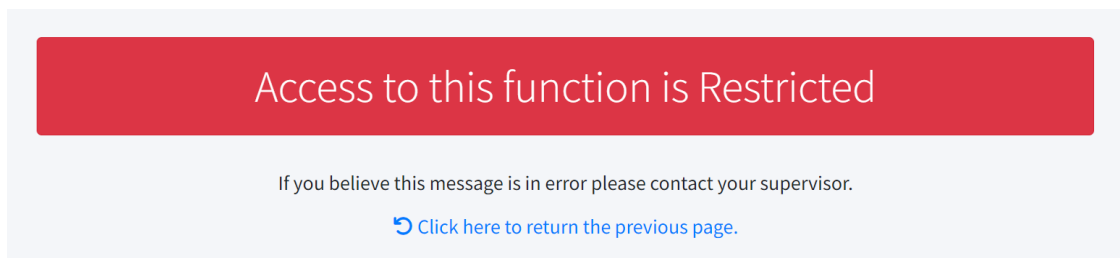 Access to this function is Restricted
If you believe this message is in error please contact your supervisor.
Click here to return the previous page.